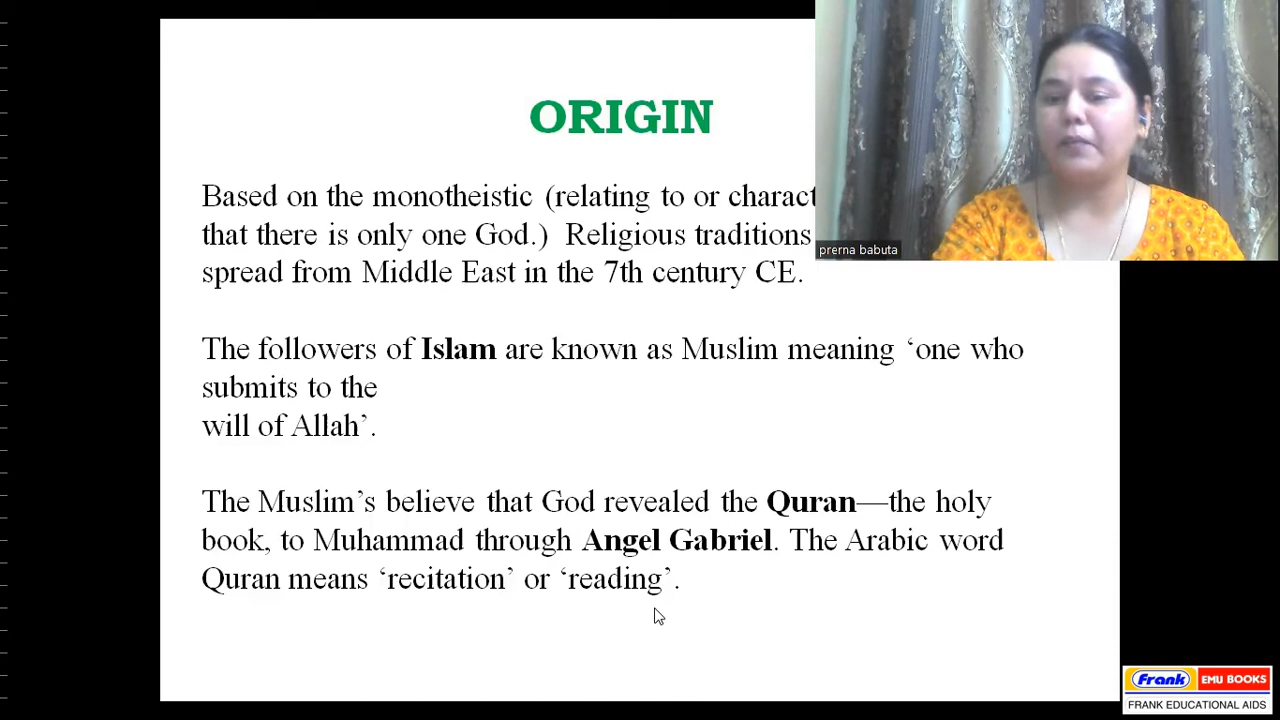 ORIGIN
Based on the monotheistic (relating to or
that there is only one God.) Religious traditions
spread from Middle East in the 7th century CE.
The followers of Islam are known as Muslim meaning ‘one who
submits to the
will of Allah’.
The Muslim’s believe that God revealed the Quran—the holy
book, to Muhammad through Angel Gabriel. The Arabic word
Quran means ‘recitation’ or ‘reading’.
prerna babuta
Frank EMU BOOKS
FRANK EDUCATIONAL AIDS